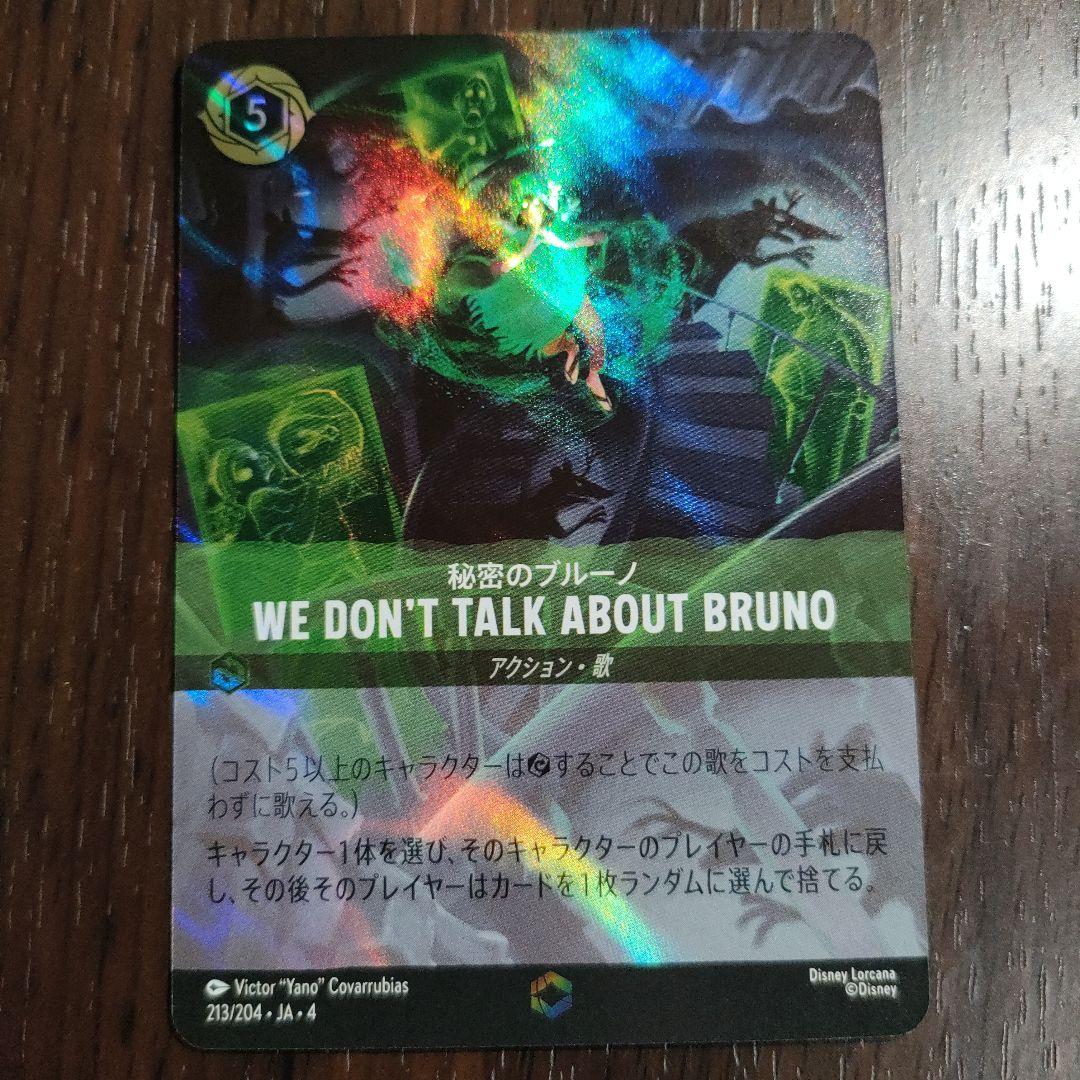 5
秘密のブルーノ
WE DON'T TALK ABOUT BRUNO
アクション・歌
(コスト5以上のキャラクターはすることでこの歌をコストを支払
わずに歌える。)
キャラクター1体を選び、そのキャラクターのプレイヤーの手札に戻
し、その後そのプレイヤーはカードを1枚ランダムに選んで捨てる。
Victor "Yano" Covarrubias
Disney Lorcana
©Disney
213/204 • JA • 4